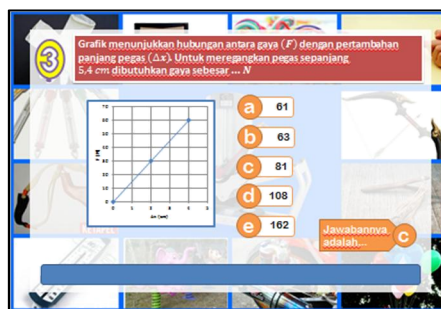 3
Grafik menunjukkan hubungan antara gaya (F) dengan pertambahan
panjang pegas (Δx). Untuk meregangkan pegas sepanjang
5,4 cm dibutuhkan gaya sebesar ... N
a 61
b 63
c 81
d 108
e 162
Jawabannya
adalah...
C